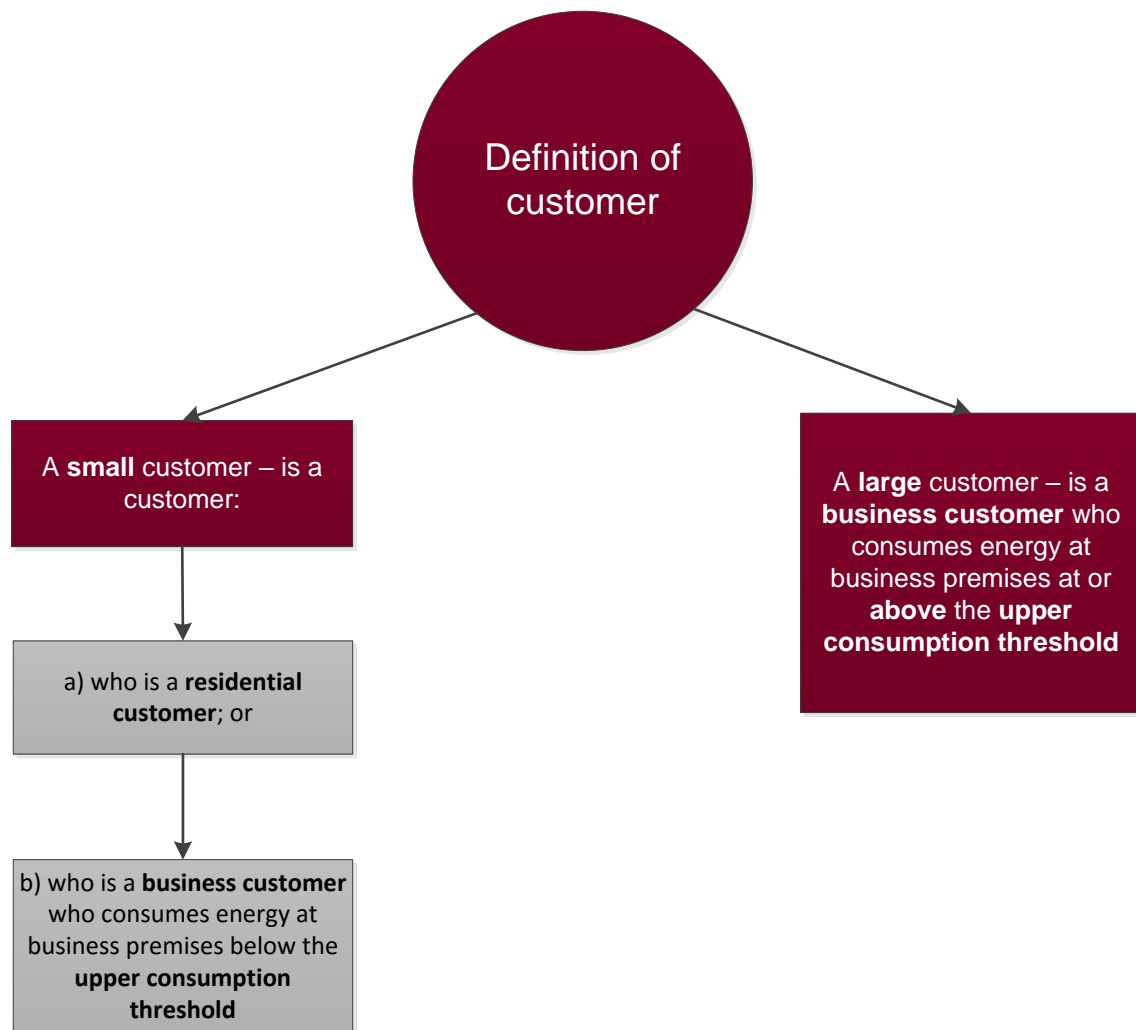 Definition of
customer
A small customer – is a
customer:
A large customer – is a
business customer who
consumes energy at
business premises at or
above the upper
consumption threshold
a) who is a residential
customer; or
b) who is a business customer
who consumes energy at
business premises below the
upper consumption
threshold